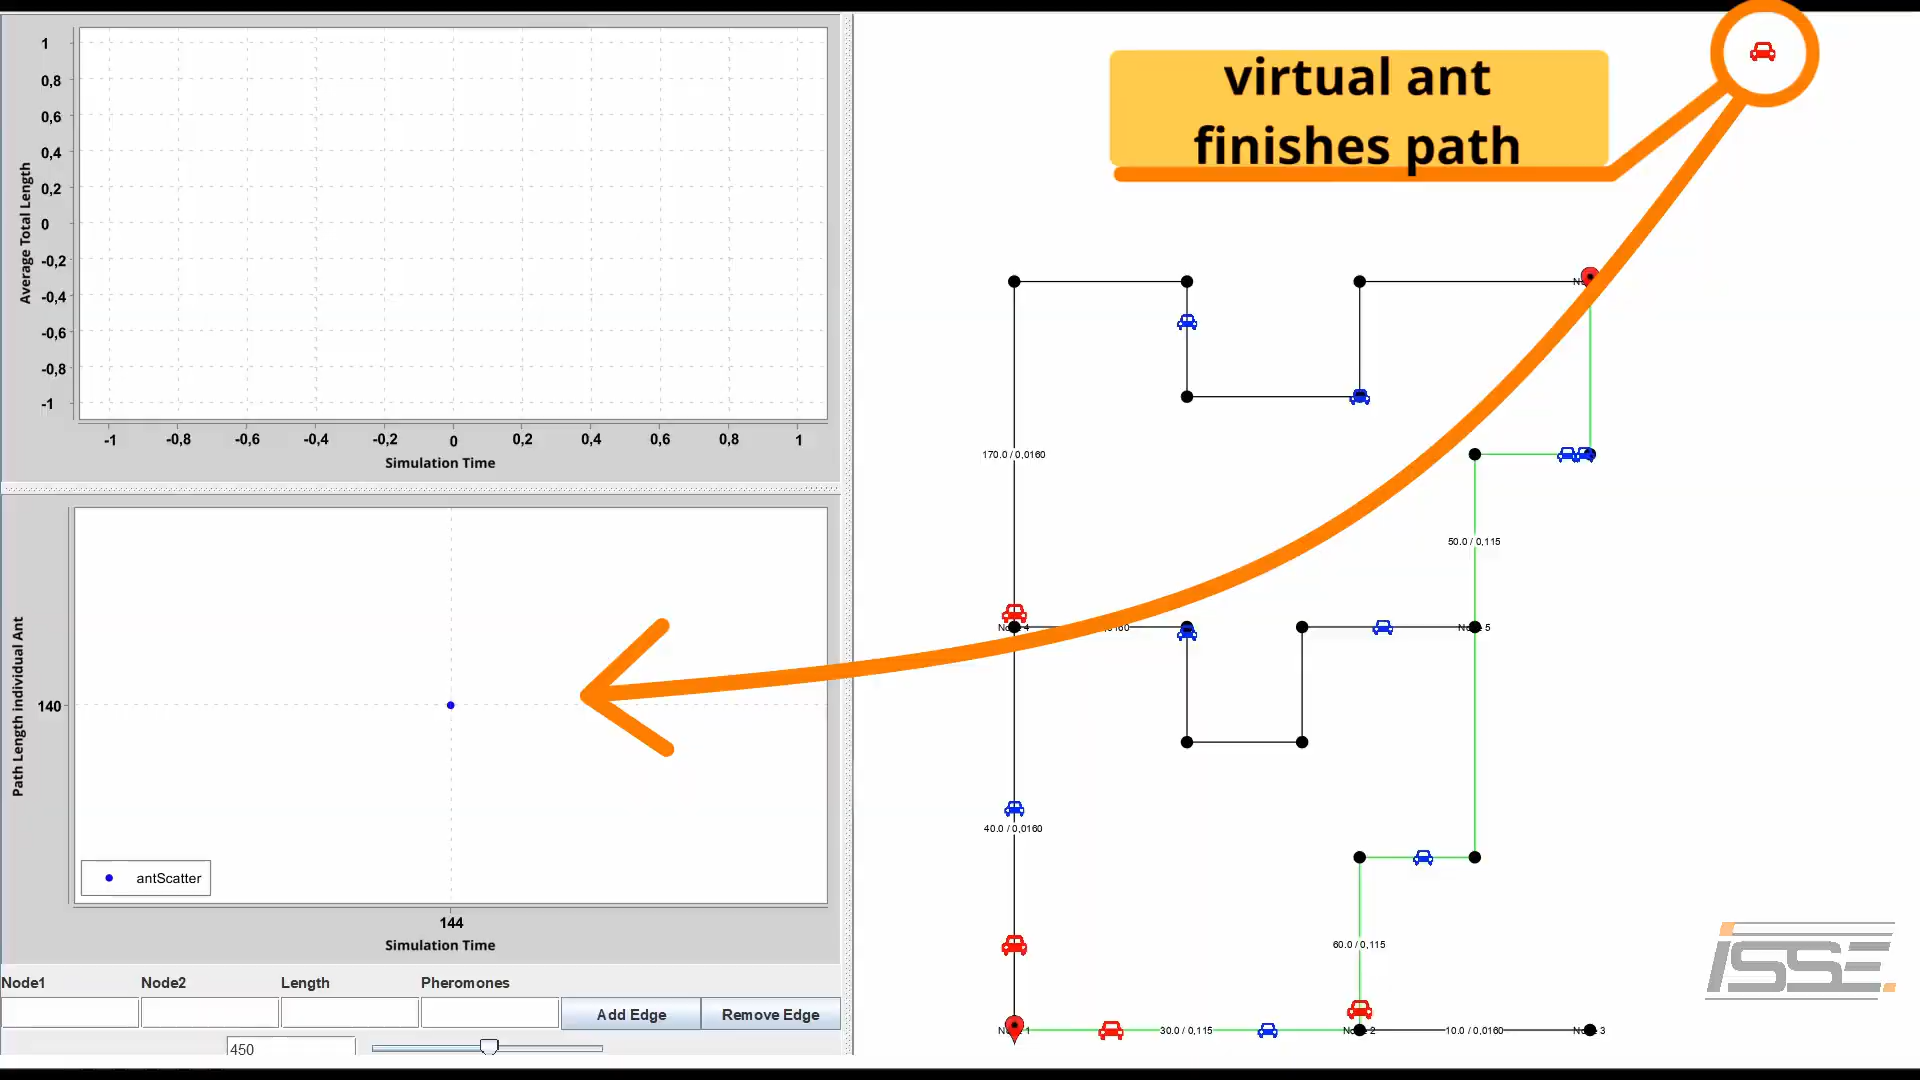 virtual ant
finishes path
Average Total Length
1
0,8
0,6
0,4
0,2
0
-0,2
-0,4
-0,6
-0,8
-1
-1
-0,8
-0,6
-0,4
-0,2
0
0,2
0,4
0,6
0,8
1
Simulation Time
Path Length individual Ant
140
antScatter
144
Simulation Time
Node1
Node2
Length
Pheromones
Add Edge
Remove Edge
450
170.0 / 0,0160
50.0 / 0,115
40.0 / 0,0160
60.0 / 0,115
30.0 / 0,115
10.0 / 0,0160
ISSE